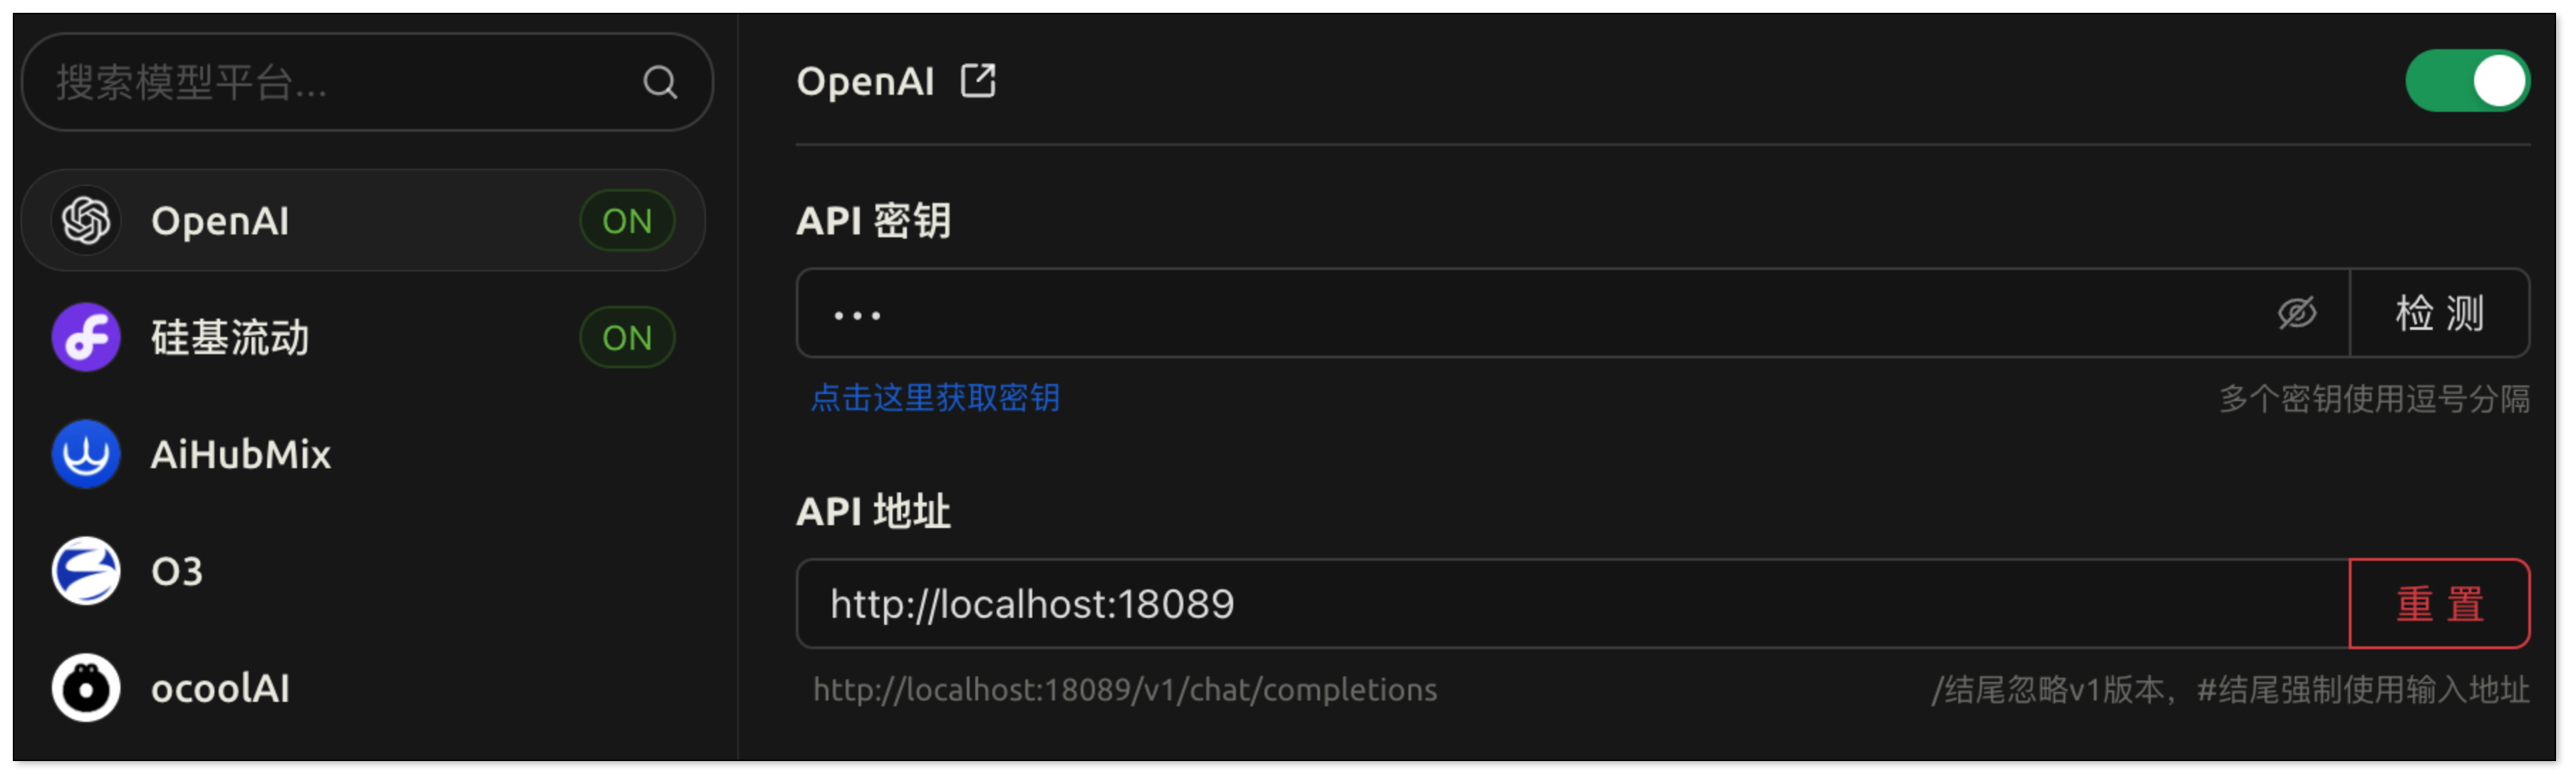 搜索模型平台...
OpenAI ON
硅基流动 ON
AiHubMix
O3
ocoolAI
OpenAI
API 密钥
•••
检 测
点击这里获取密钥
多个密钥使用逗号分隔
API 地址
http://localhost:18089
重 置
http://localhost:18089/v1/chat/completions
/结尾忽略v1版本，#结尾强制使用输入地址